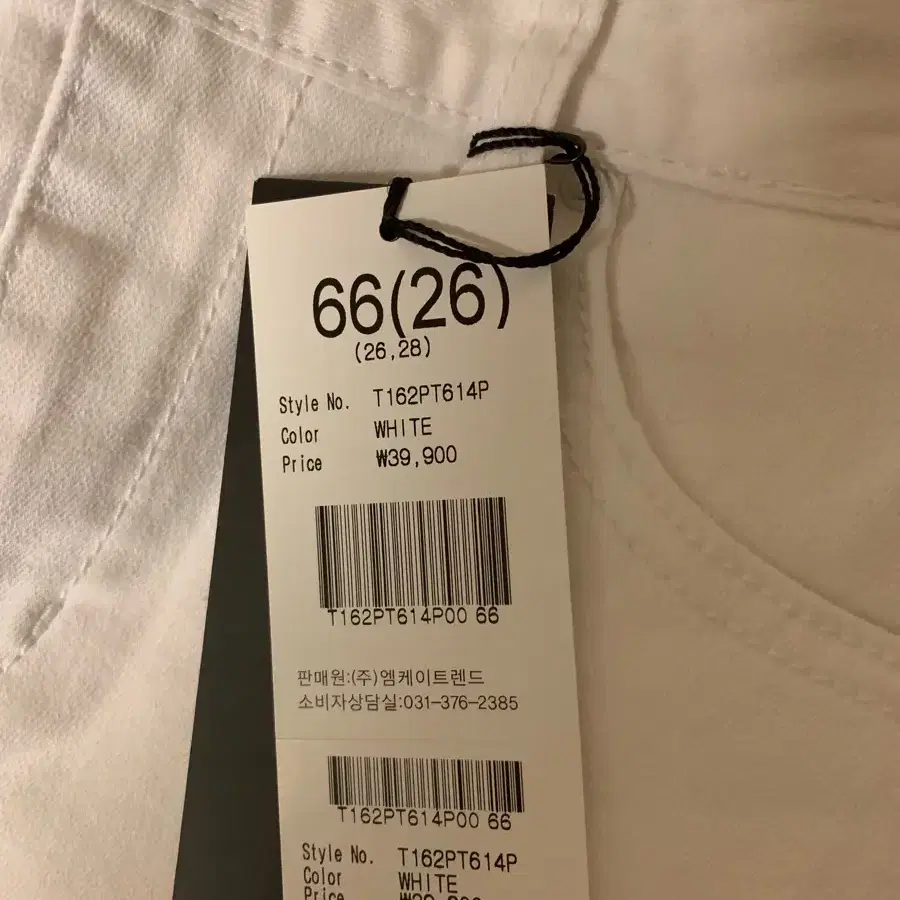 66(26)
(26,28)
Style No. T162PT614P
Color WHITE
Price ₩39,900
T162PT614P00 66
판매원:(주)엠케이트렌드
소비자상담실:031-376-2385
T162PT614P00 66
Style No. T162PT614P
Color WHITE
Price